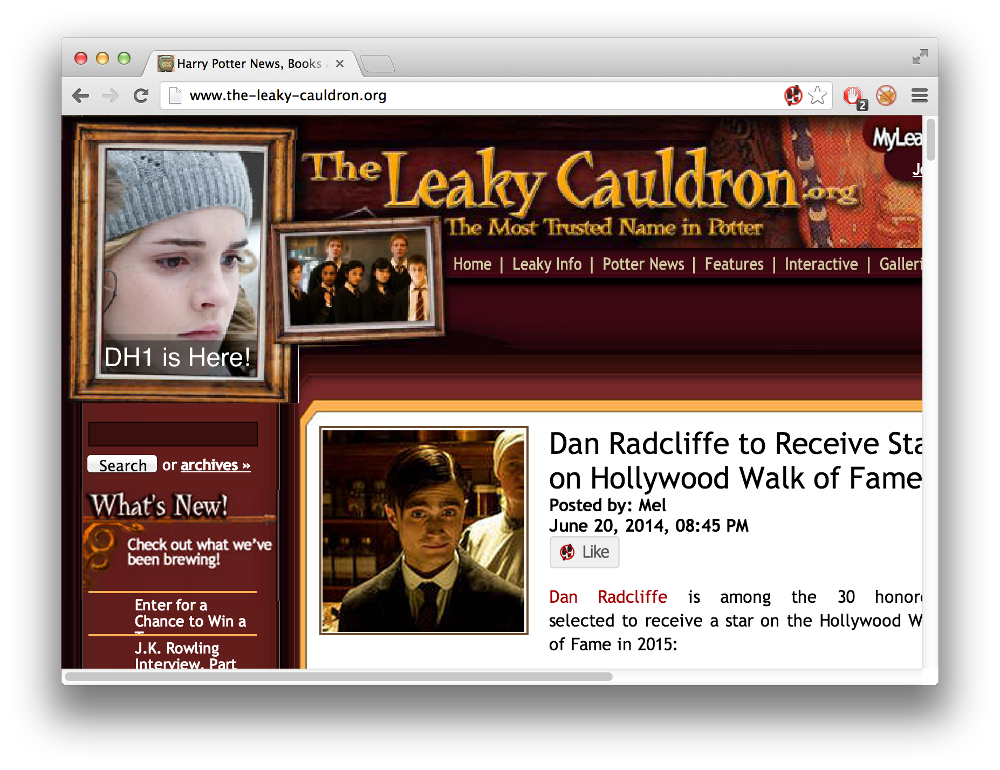 Harry Potter News, Books
www.the-leaky-cauldron.org
2
MyLea
Jo
The Leaky Cauldron.org
The Most Trusted Name in Potter
Home | Leaky Info | Potter News | Features | Interactive | Galleri
DH1 is Here!
Search or archives »
What's New!
Check out what we've
been brewing!
Enter for a
Chance to Win a
J.K. Rowling
Interview, Part
Dan Radcliffe to Receive Sta
on Hollywood Walk of Fame
Posted by: Mel
June 20, 2014, 08:45 PM
Like
Dan Radcliffe is among the 30 honore
selected to receive a star on the Hollywood W
of Fame in 2015: